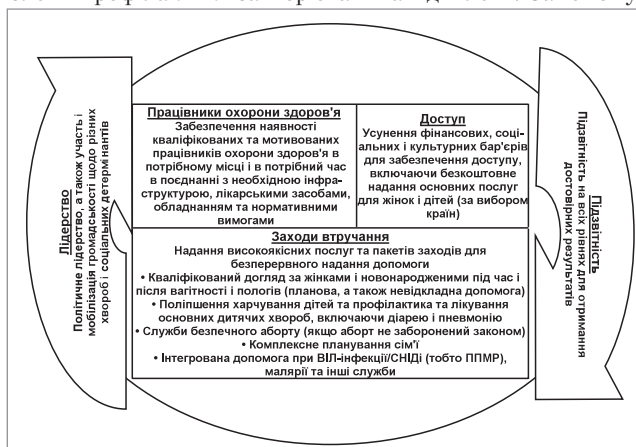 Лідерство
Політичне лідерство, а також участь і
мобілізація громадськості щодо різних
хвороб і соціальних детермінантів
Працівники охорони здоров'я
Забезпечення наявності
кваліфікованих та мотивованих
працівників охорони здоров'я в
потрібному місці і в потрібний час
в поєднанні з необхідною інфра-
структурою, лікарськими засобами,
обладнанням та нормативними
вимогами
Доступ
Усунення фінансових, соці-
альних і культурних бар'єрів
для забезпечення доступу,
включаючи безкоштовне
надання основних послуг
для жінок і дітей (за вибором
країн)
Заходи втручання
Надання високоякісних послуг та пакетів заходів для
безперервного надання допомоги
• Кваліфікований догляд за жінками і новонародженими під час і
після вагітності і пологів (планова, а також невідкладна допомога)
• Поліпшення харчування дітей та профілактика та лікування
основних дитячих хвороб, включаючи діарею і пневмонію
• Служби безпечного аборту (якщо аборт не заборонений законом)
• Комплексне планування сім'ї
• Інтегрована допомога при ВІЛ-інфекції/СНІДі (тобто ППМР),
малярії та інші служби
Підзвітність
Підзвітність на всіх рівнях для отримання
достовірних результатів